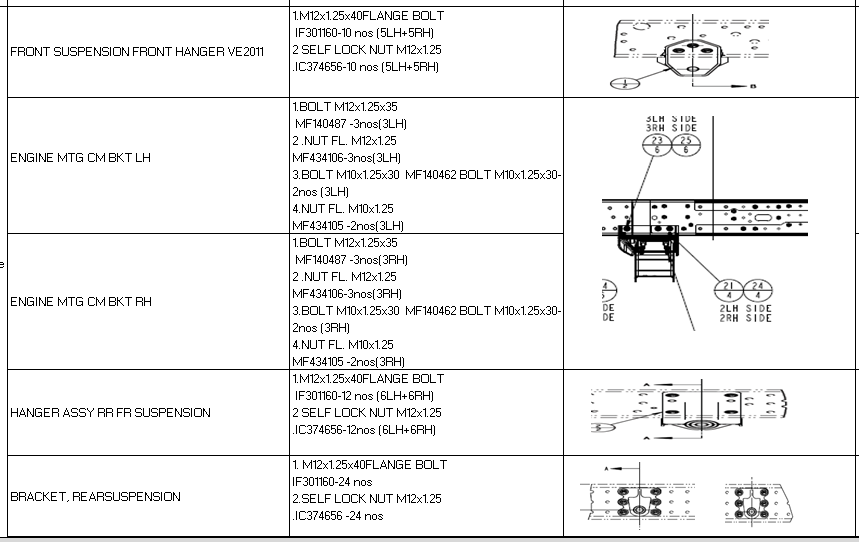 FRONT SUSPENSION FRONT HANGER VE2011
1.M12x1.25x40FLANGE BOLT
IF301160-10 nos (5LH+5RH)
2 SELF LOCK NUT M12x1.25
.IC374656-10 nos (5LH+5RH)
1
2
B
ENGINE MTG CM BKT LH
1.BOLT M12x1.25x35
MF140487 -3nos(3LH)
2 .NUT FL. M12x1.25
MF434106-3nos(3LH)
3.BOLT M10x1.25x30 MF140462 BOLT M10x1.25x30-
2nos (3LH)
4.NUT FL. M10x1.25
MF434105 -2nos(3LH)
3LH SIDE
3RH SIDE
23 25
6 6
e
ENGINE MTG CM BKT RH
1.BOLT M12x1.25x35
MF140487 -3nos(3RH)
2 .NUT FL. M12x1.25
MF434106-3nos(3RH)
3.BOLT M10x1.25x30 MF140462 BOLT M10x1.25x30-
2nos (3RH)
4.NUT FL. M10x1.25
MF434105 -2nos(3RH)
4 21 24
4 4
DE 2LH SIDE
DE 2RH SIDE
HANGER ASSY RR FR SUSPENSION
1.M12x1.25x40FLANGE BOLT
IF301160-12 nos (6LH+6RH)
2 SELF LOCK NUT M12x1.25
.IC374656-12nos (6LH+6RH)
A
A
BRACKET, REARSUSPENSION
1. M12x1.25x40FLANGE BOLT
IF301160-24 nos
2.SELF LOCK NUT M12x1.25
.IC374656 -24 nos
A